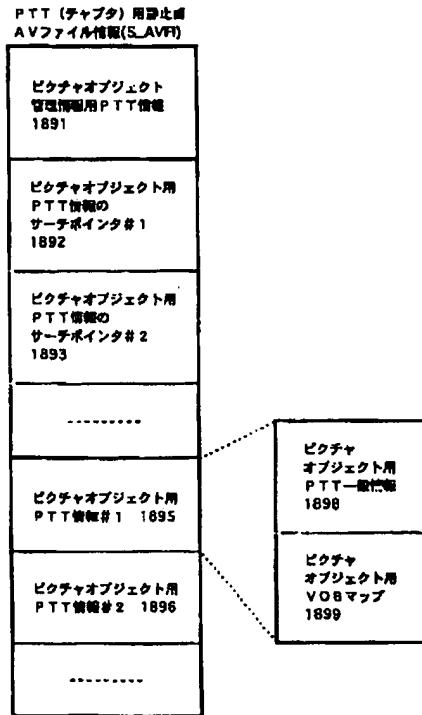 PTT (チャプタ) 用静止画
AVファイル情報(S_AVFI)
ピクチャオブジェクト
管理情報用PTT情報
1891
ピクチャオブジェクト用
PTT情報の
サーチポインタ#1
1892
ピクチャオブジェクト用
PTT情報の
サーチポインタ#2
1893
---------
ピクチャオブジェクト用
PTT情報#1 1895
ピクチャオブジェクト用
PTT情報#2 1896
---------
ピクチャ
オブジェクト用
PTT一般情報
1898
ピクチャ
オブジェクト用
VOBマップ
1899